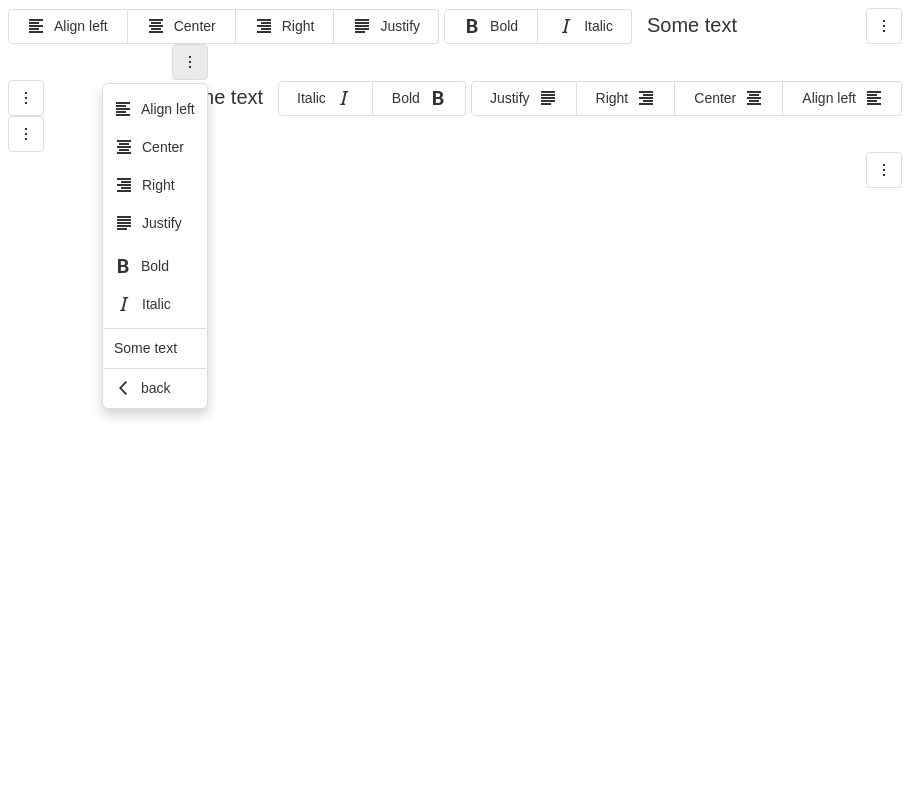 Align left Center Right Justify B Bold I Italic Some text
me text Italic I Bold B Justify Right Center Align left
Align left
Center
Right
Justify
B Bold
I Italic
Some text
back